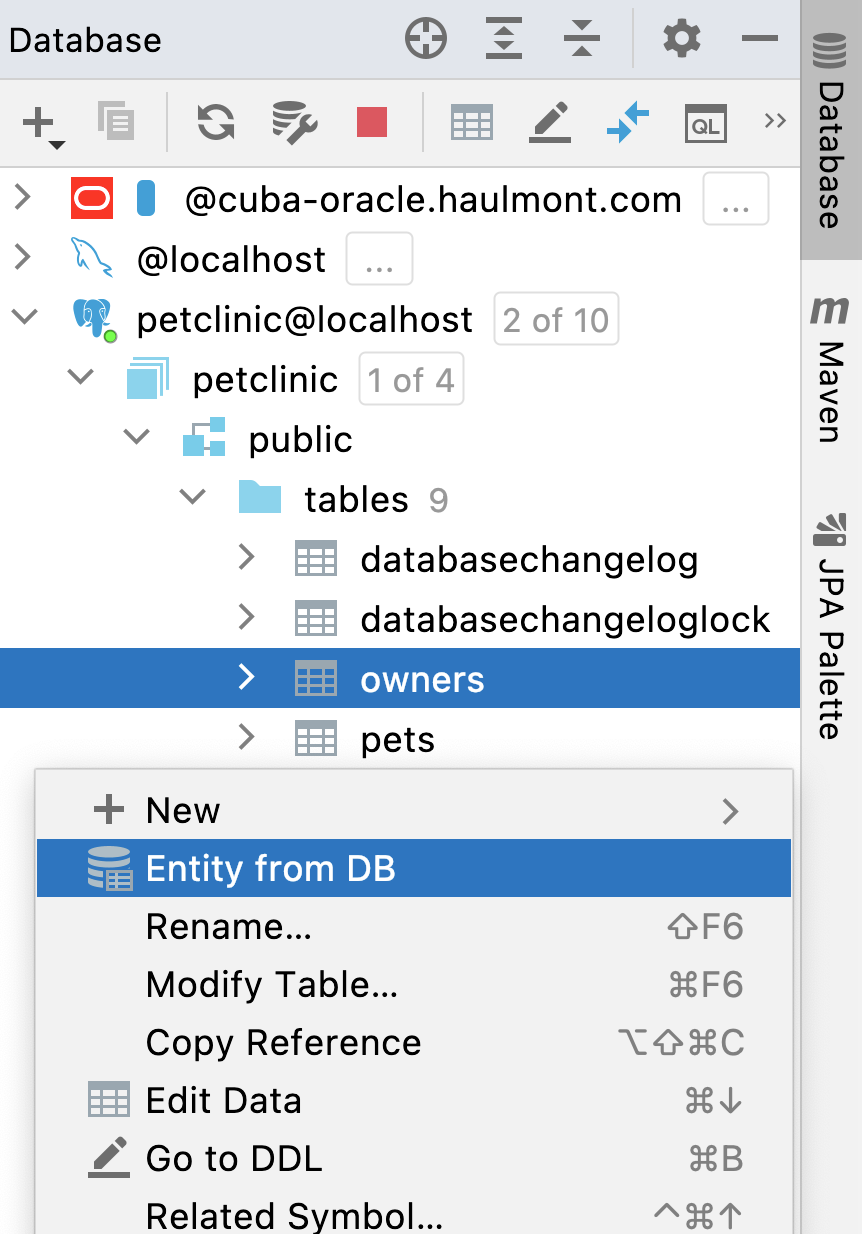 Database
QL
@cuba-oracle.haulmont.com ...
@localhost ...
petclinic@localhost 2 of 10
petclinic 1 of 4
public
tables 9
databasechangelog
databasechangeloglock
owners
pets
New
Entity from DB
Rename... ⇧F6
Modify Table... ⌘F6
Copy Reference ⌥⇧⌘C
Edit Data ⌘↓
Go to DDL ⌘B
Related Symbol... ^⌘↑
Database
m Maven
JPA Palette